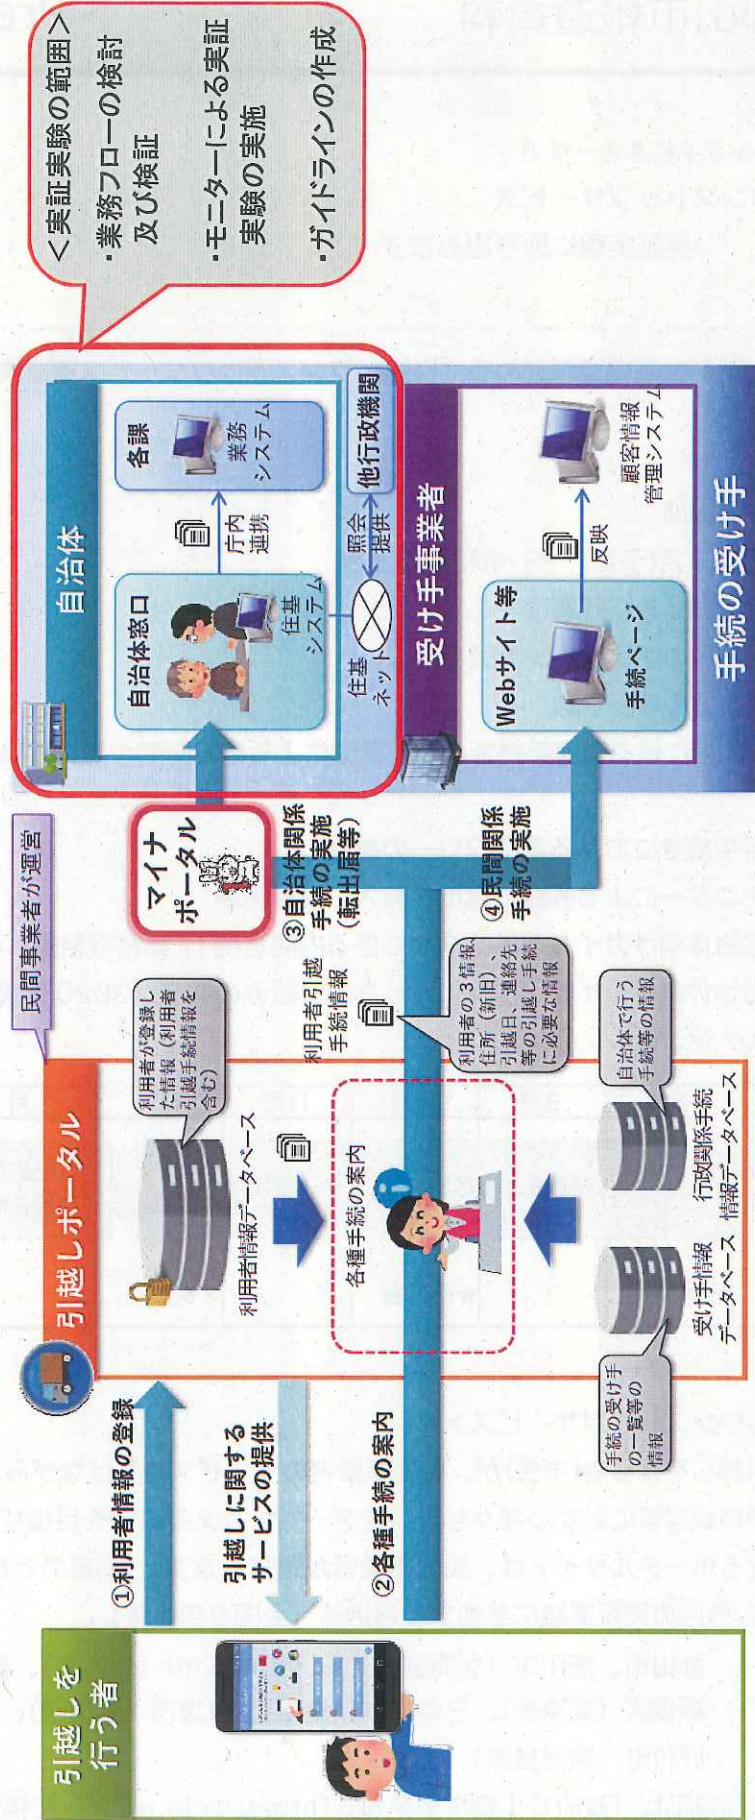 引越しを
行う者
①利用者情報の登録
引越しに関する
サービスの提供
②各種手続の案内
引越しポータル
民間事業者が運営
利用者が登録し
た情報（利用者
引越手続情報を
含む）
利用者情報データベース
各種手続の案内
受け手情報
データベース
行政関係手続
情報データベース
手続の受け手
の一覧等の
情報
自治体で行う
手続等の情報
利用者引越
手続情報
利用者の３情報、
住所（新旧）、
引越日、連絡先
等の引越し手続
に必要な情報
マイナ
ポータル
③自治体関係
手続の実施
（転出届等）
④民間関係
手続の実施
自治体
自治体窓口
住基
システム
庁内
連携
各課
業務
システム
住基
ネット
照会
提供
他行政機関
受け手事業者
Webサイト等
手続ページ
反映
顧客情報
管理システム
手続の受け手
＜実証実験の範囲＞
・業務フローの検討
及び検証
・モニターによる実証
実験の実施
・ガイドラインの作成